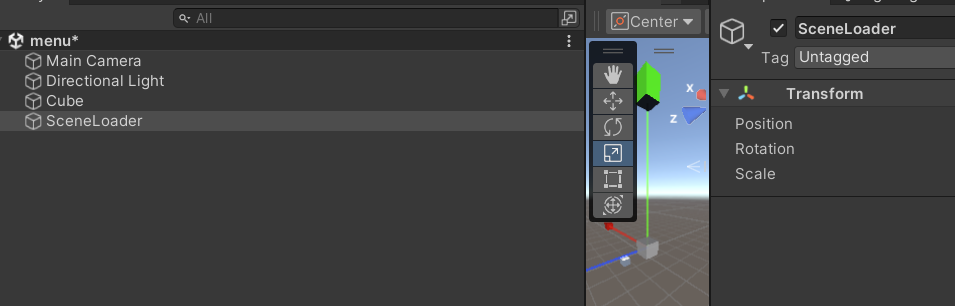 All
menu*
Main Camera
Directional Light
Cube
SceneLoader
Center
x
z
SceneLoader
Tag Untagged
Transform
Position
Rotation
Scale